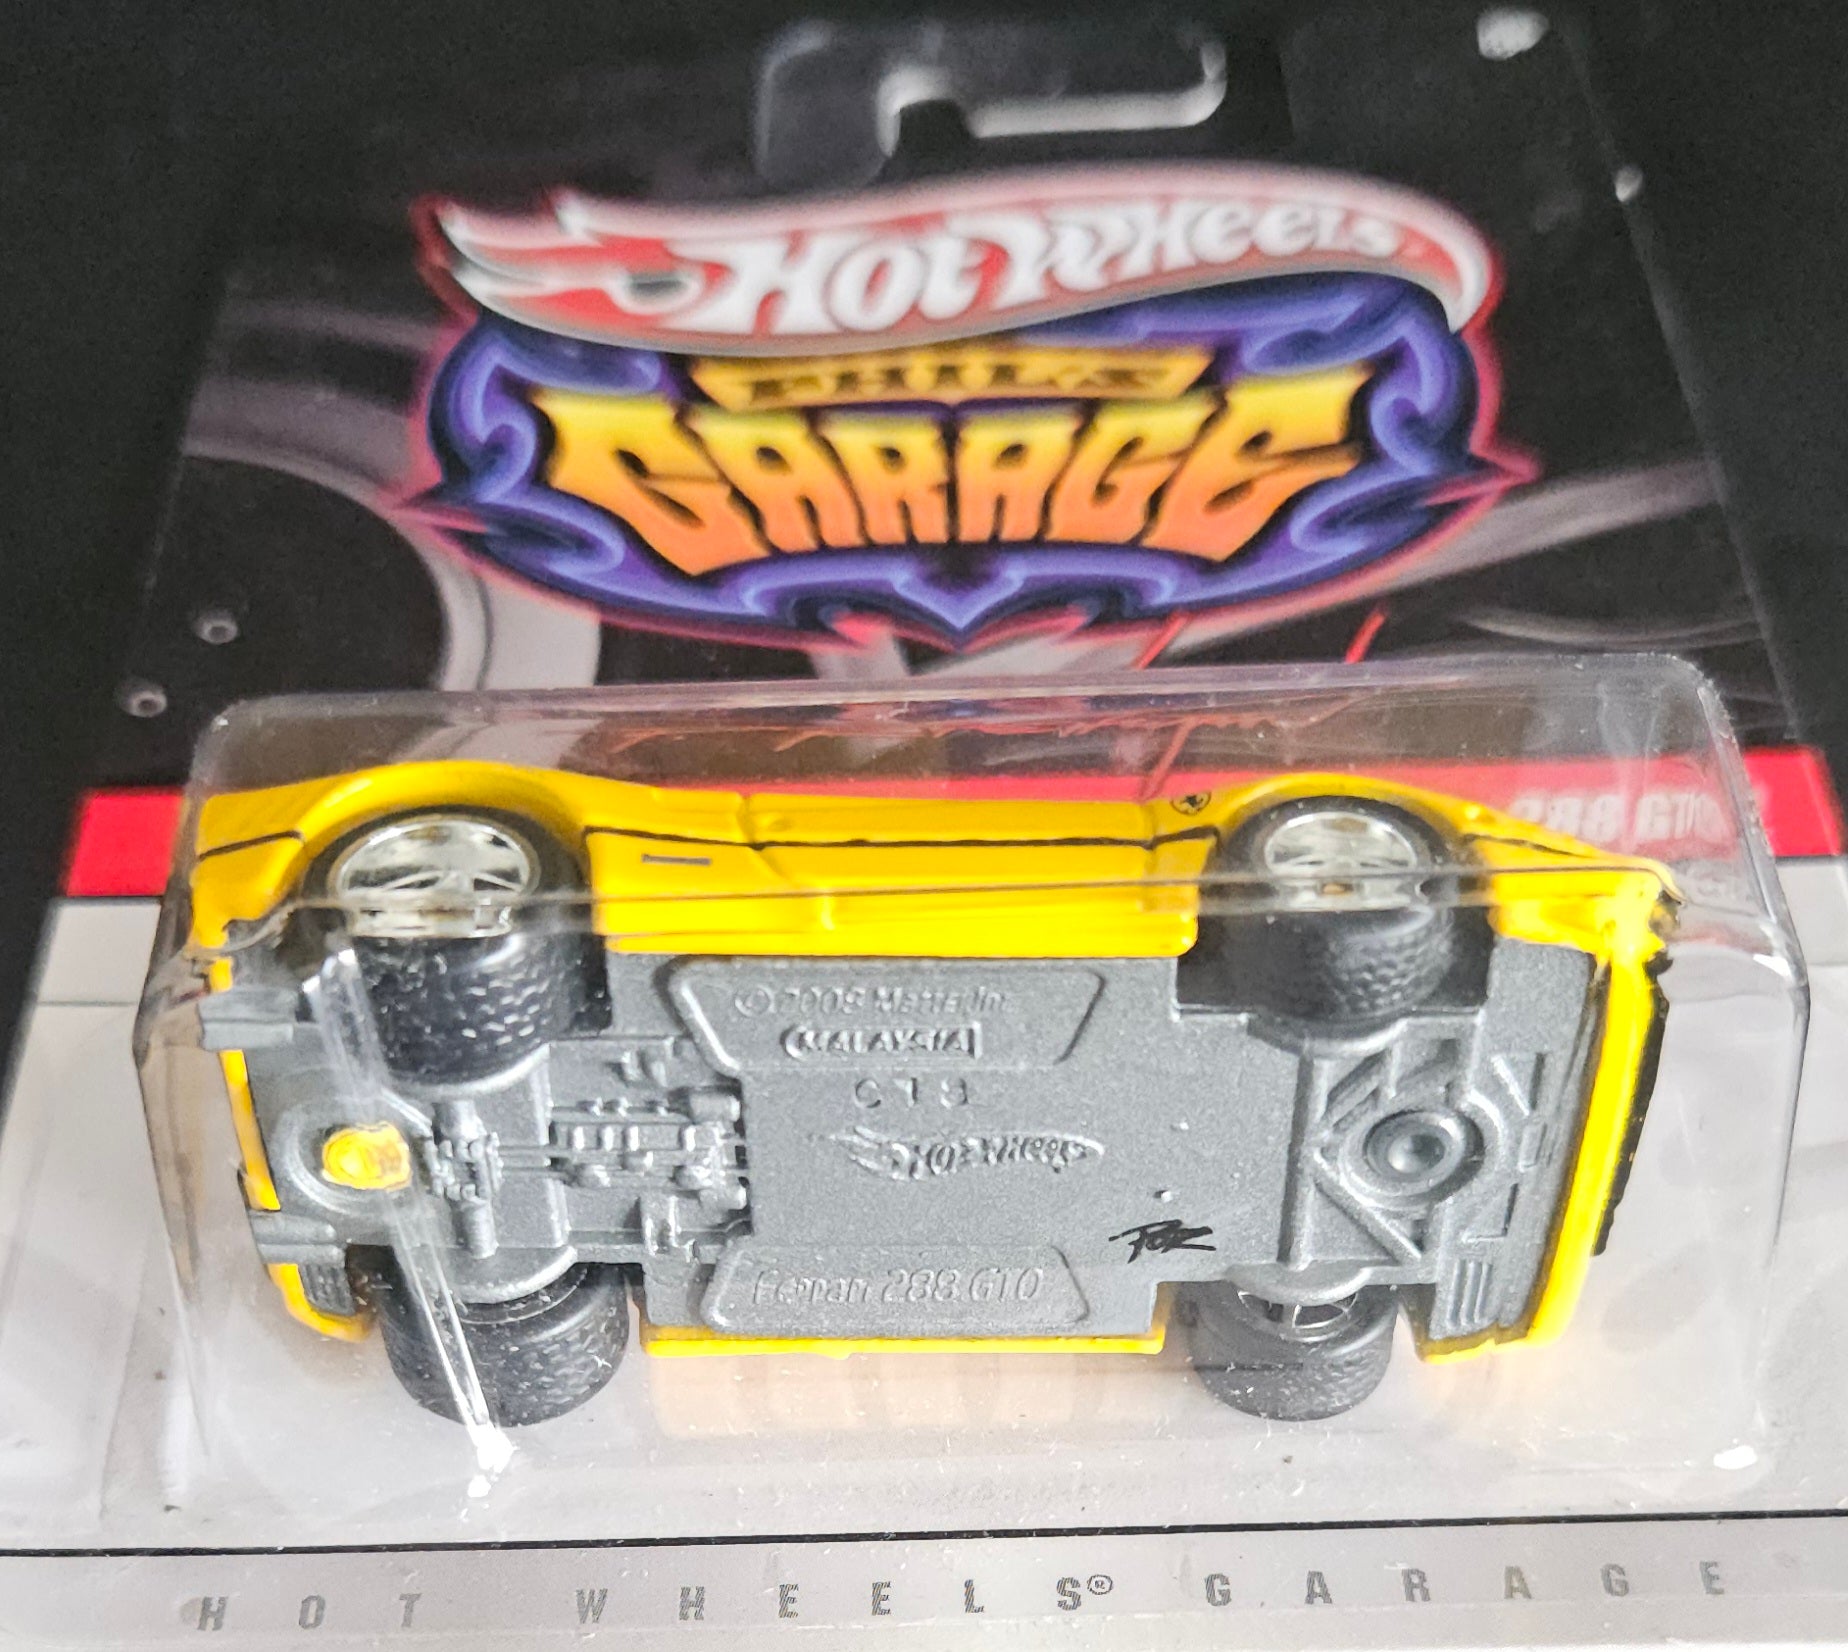 Hot Wheels
PHIL'S
GARAGE
288 GTO
© 2008 Mattel, Inc.
MALAYSIA
HOT WHEELS
Ferrari 288 GTO
HOT WHEELS® GARAGE